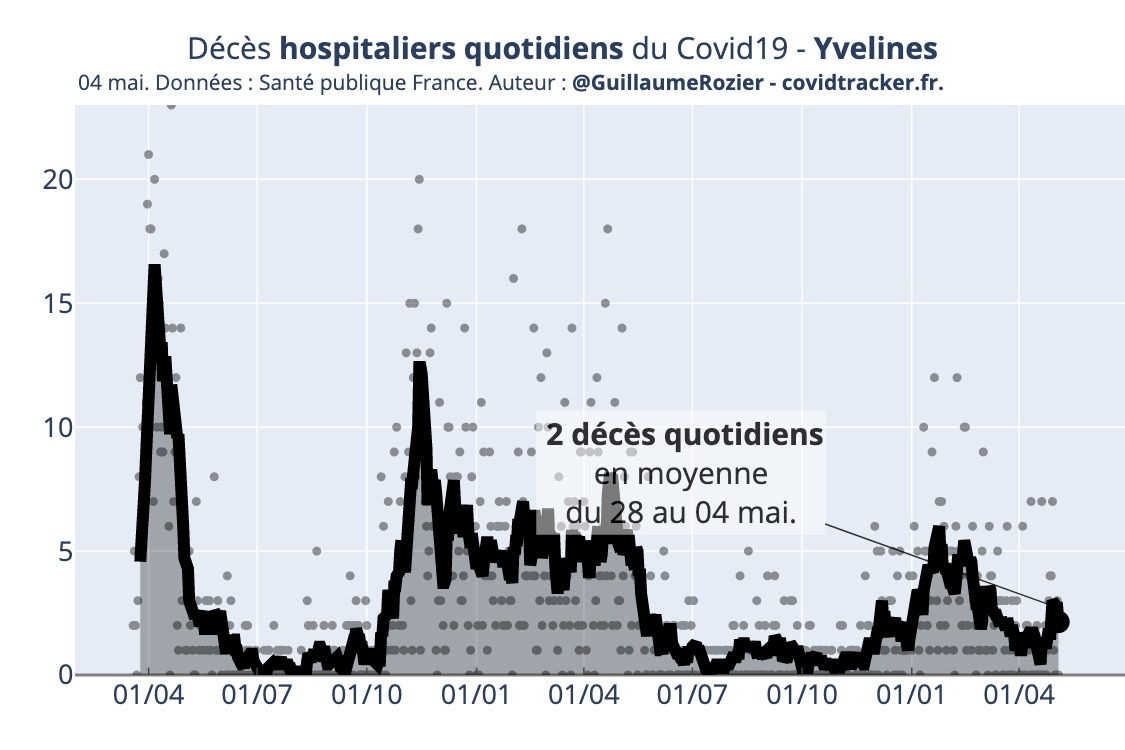 Décès hospitaliers quotidiens du Covid19 - Yvelines
04 mai. Données : Santé publique France. Auteur : @GuillaumeRozier - covidtracker.fr.
20
15
10
5
0
2 décès quotidiens
en moyenne
du 28 au 04 mai.
01/04 01/07 01/10 01/01 01/04 01/07 01/10 01/01 01/04